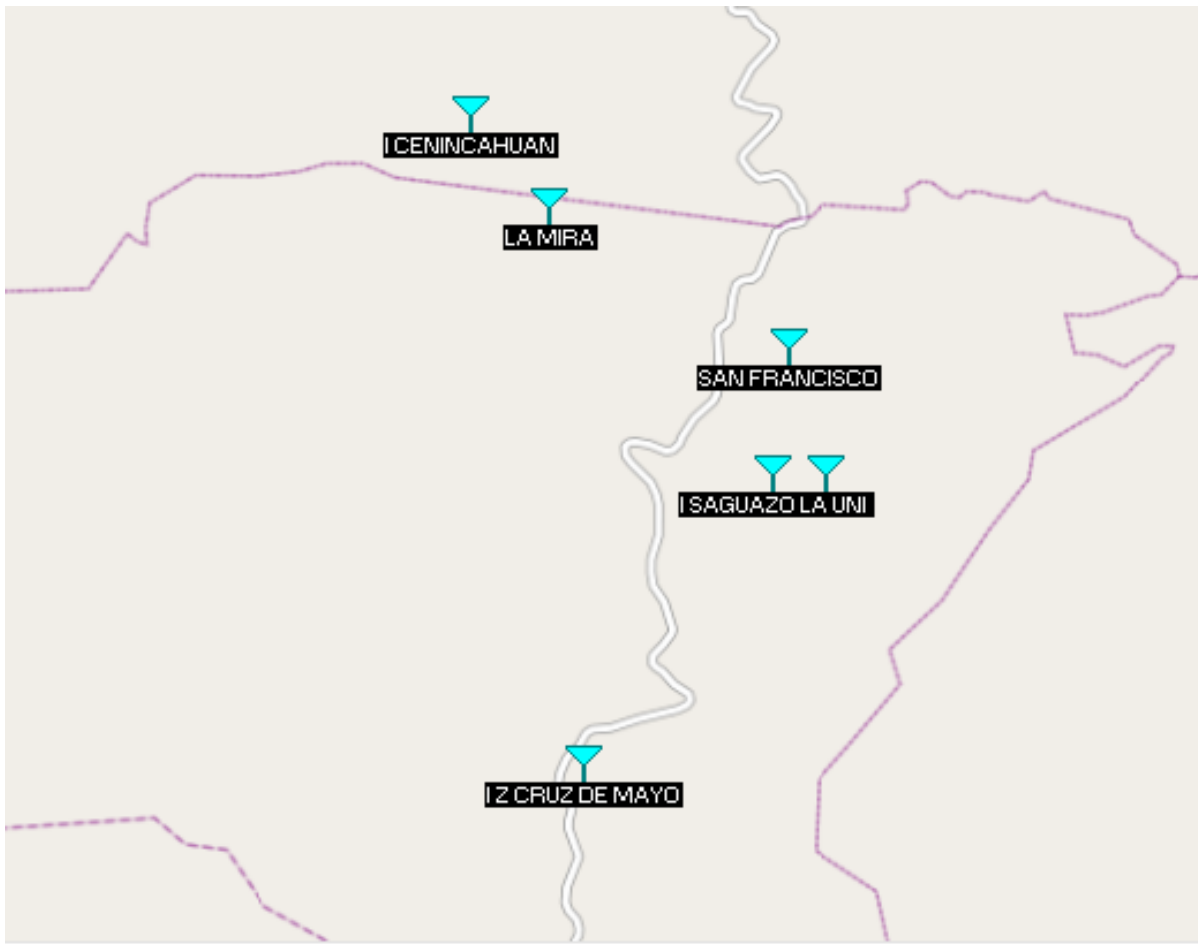 I CENINCAHUAN
LA MIRA
SAN FRANCISCO
I SAGUAZO LA UNI
I Z CRUZ DE MAYO